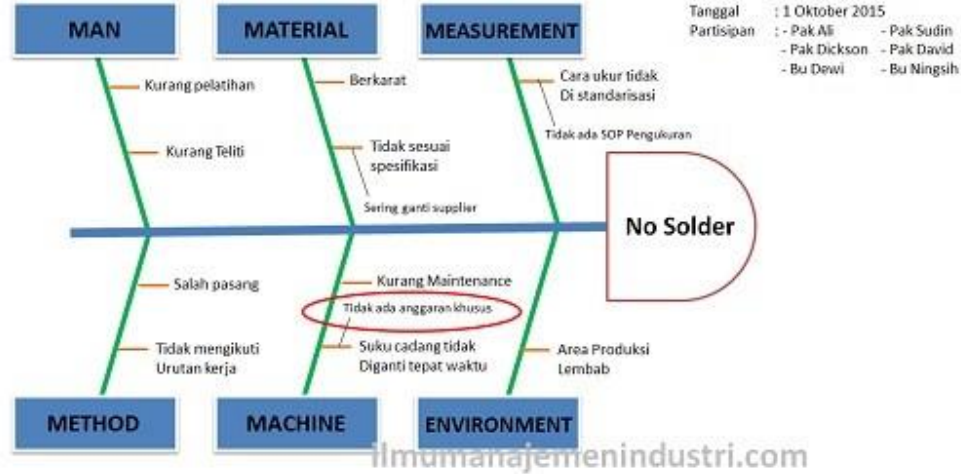 Tanggal : 1 Oktober 2015
Partisipan : - Pak Ali - Pak Sudin
- Pak Dickson - Pak David
- Bu Dewi - Bu Ningsih
MAN
MATERIAL
MEASUREMENT
Kurang pelatihan
Kurang Teliti
Berkarat
Tidak sesuai
spesifikasi
Sering ganti supplier
Cara ukur tidak
Di standarisasi
Tidak ada SOP Pengukuran
No Solder
Salah pasang
Tidak mengikuti
Urutan kerja
Kurang Maintenance
Tidak ada anggaran khusus
Suku cadang tidak
Diganti tepat waktu
Area Produksi
Lembab
METHOD
MACHINE
ENVIRONMENT
ilmumanajemenindustri.com